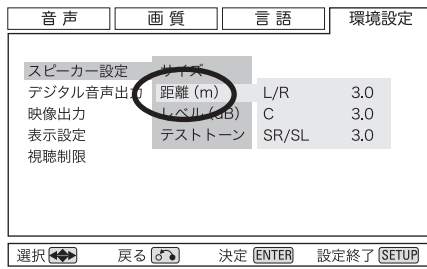 音声 画質 言語 環境設定
スピーカー設定 サイズ
デジタル音声出力 距離(m) L/R 3.0
映像出力 レベル(dB) C 3.0
表示設定 テストトーン SR/SL 3.0
視聴制限
選択 戻る 決定 ENTER 設定終了 SETUP